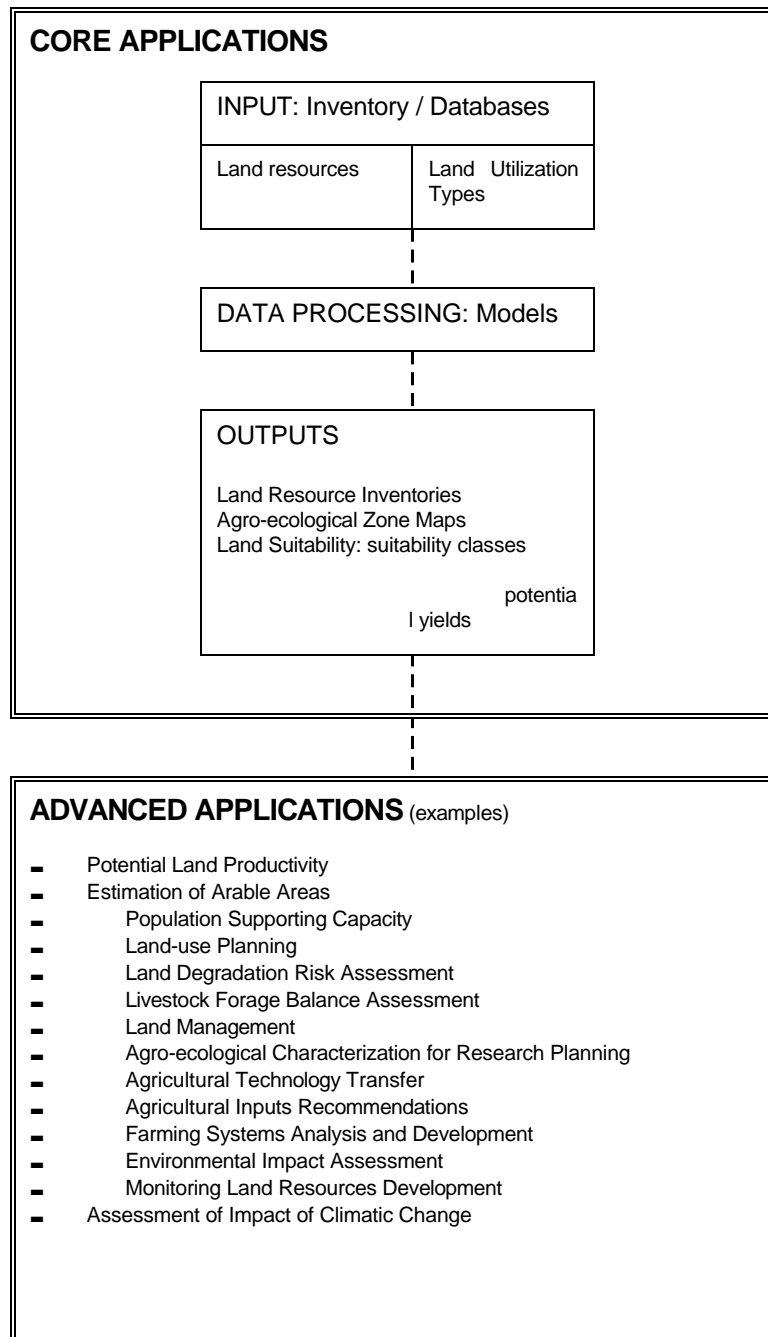 CORE APPLICATIONS
INPUT: Inventory / Databases
Land resources
Land Utilization
Types
DATA PROCESSING: Models
OUTPUTS
Land Resource Inventories
Agro-ecological Zone Maps
Land Suitability: suitability classes
potentia
l yields
ADVANCED APPLICATIONS (examples)
- Potential Land Productivity
- Estimation of Arable Areas
- Population Supporting Capacity
- Land-use Planning
- Land Degradation Risk Assessment
- Livestock Forage Balance Assessment
- Land Management
- Agro-ecological Characterization for Research Planning
- Agricultural Technology Transfer
- Agricultural Inputs Recommendations
- Farming Systems Analysis and Development
- Environmental Impact Assessment
- Monitoring Land Resources Development
- Assessment of Impact of Climatic Change